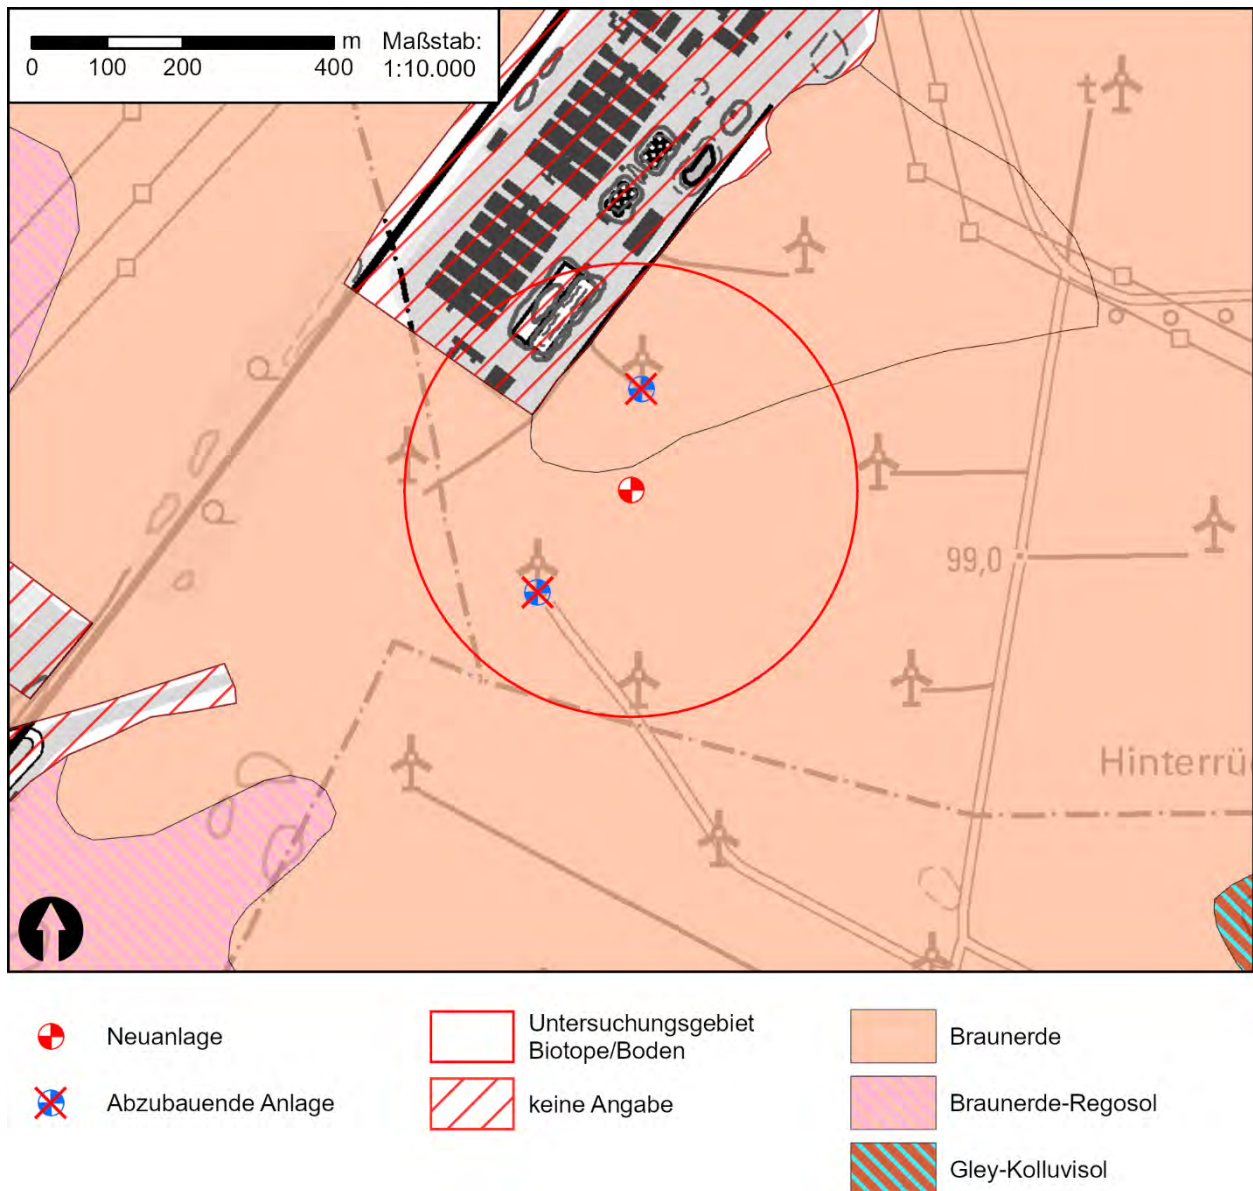 m Maßstab:
0 100 200 400 1:10.000
t
99,0
Hinterrü
Neuanlage
Abzubauende Anlage
Untersuchungsgebiet
Biotope/Boden
keine Angabe
Braunerde
Braunerde-Regosol
Gley-Kolluvisol